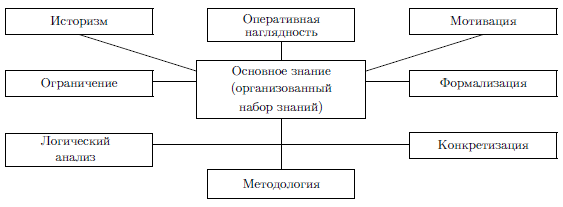 Историзм
Оперативная
наглядность
Мотивация
Ограничение
Основное знание
(организованный
набор знаний)
Формализация
Логический
анализ
Конкретизация
Методология